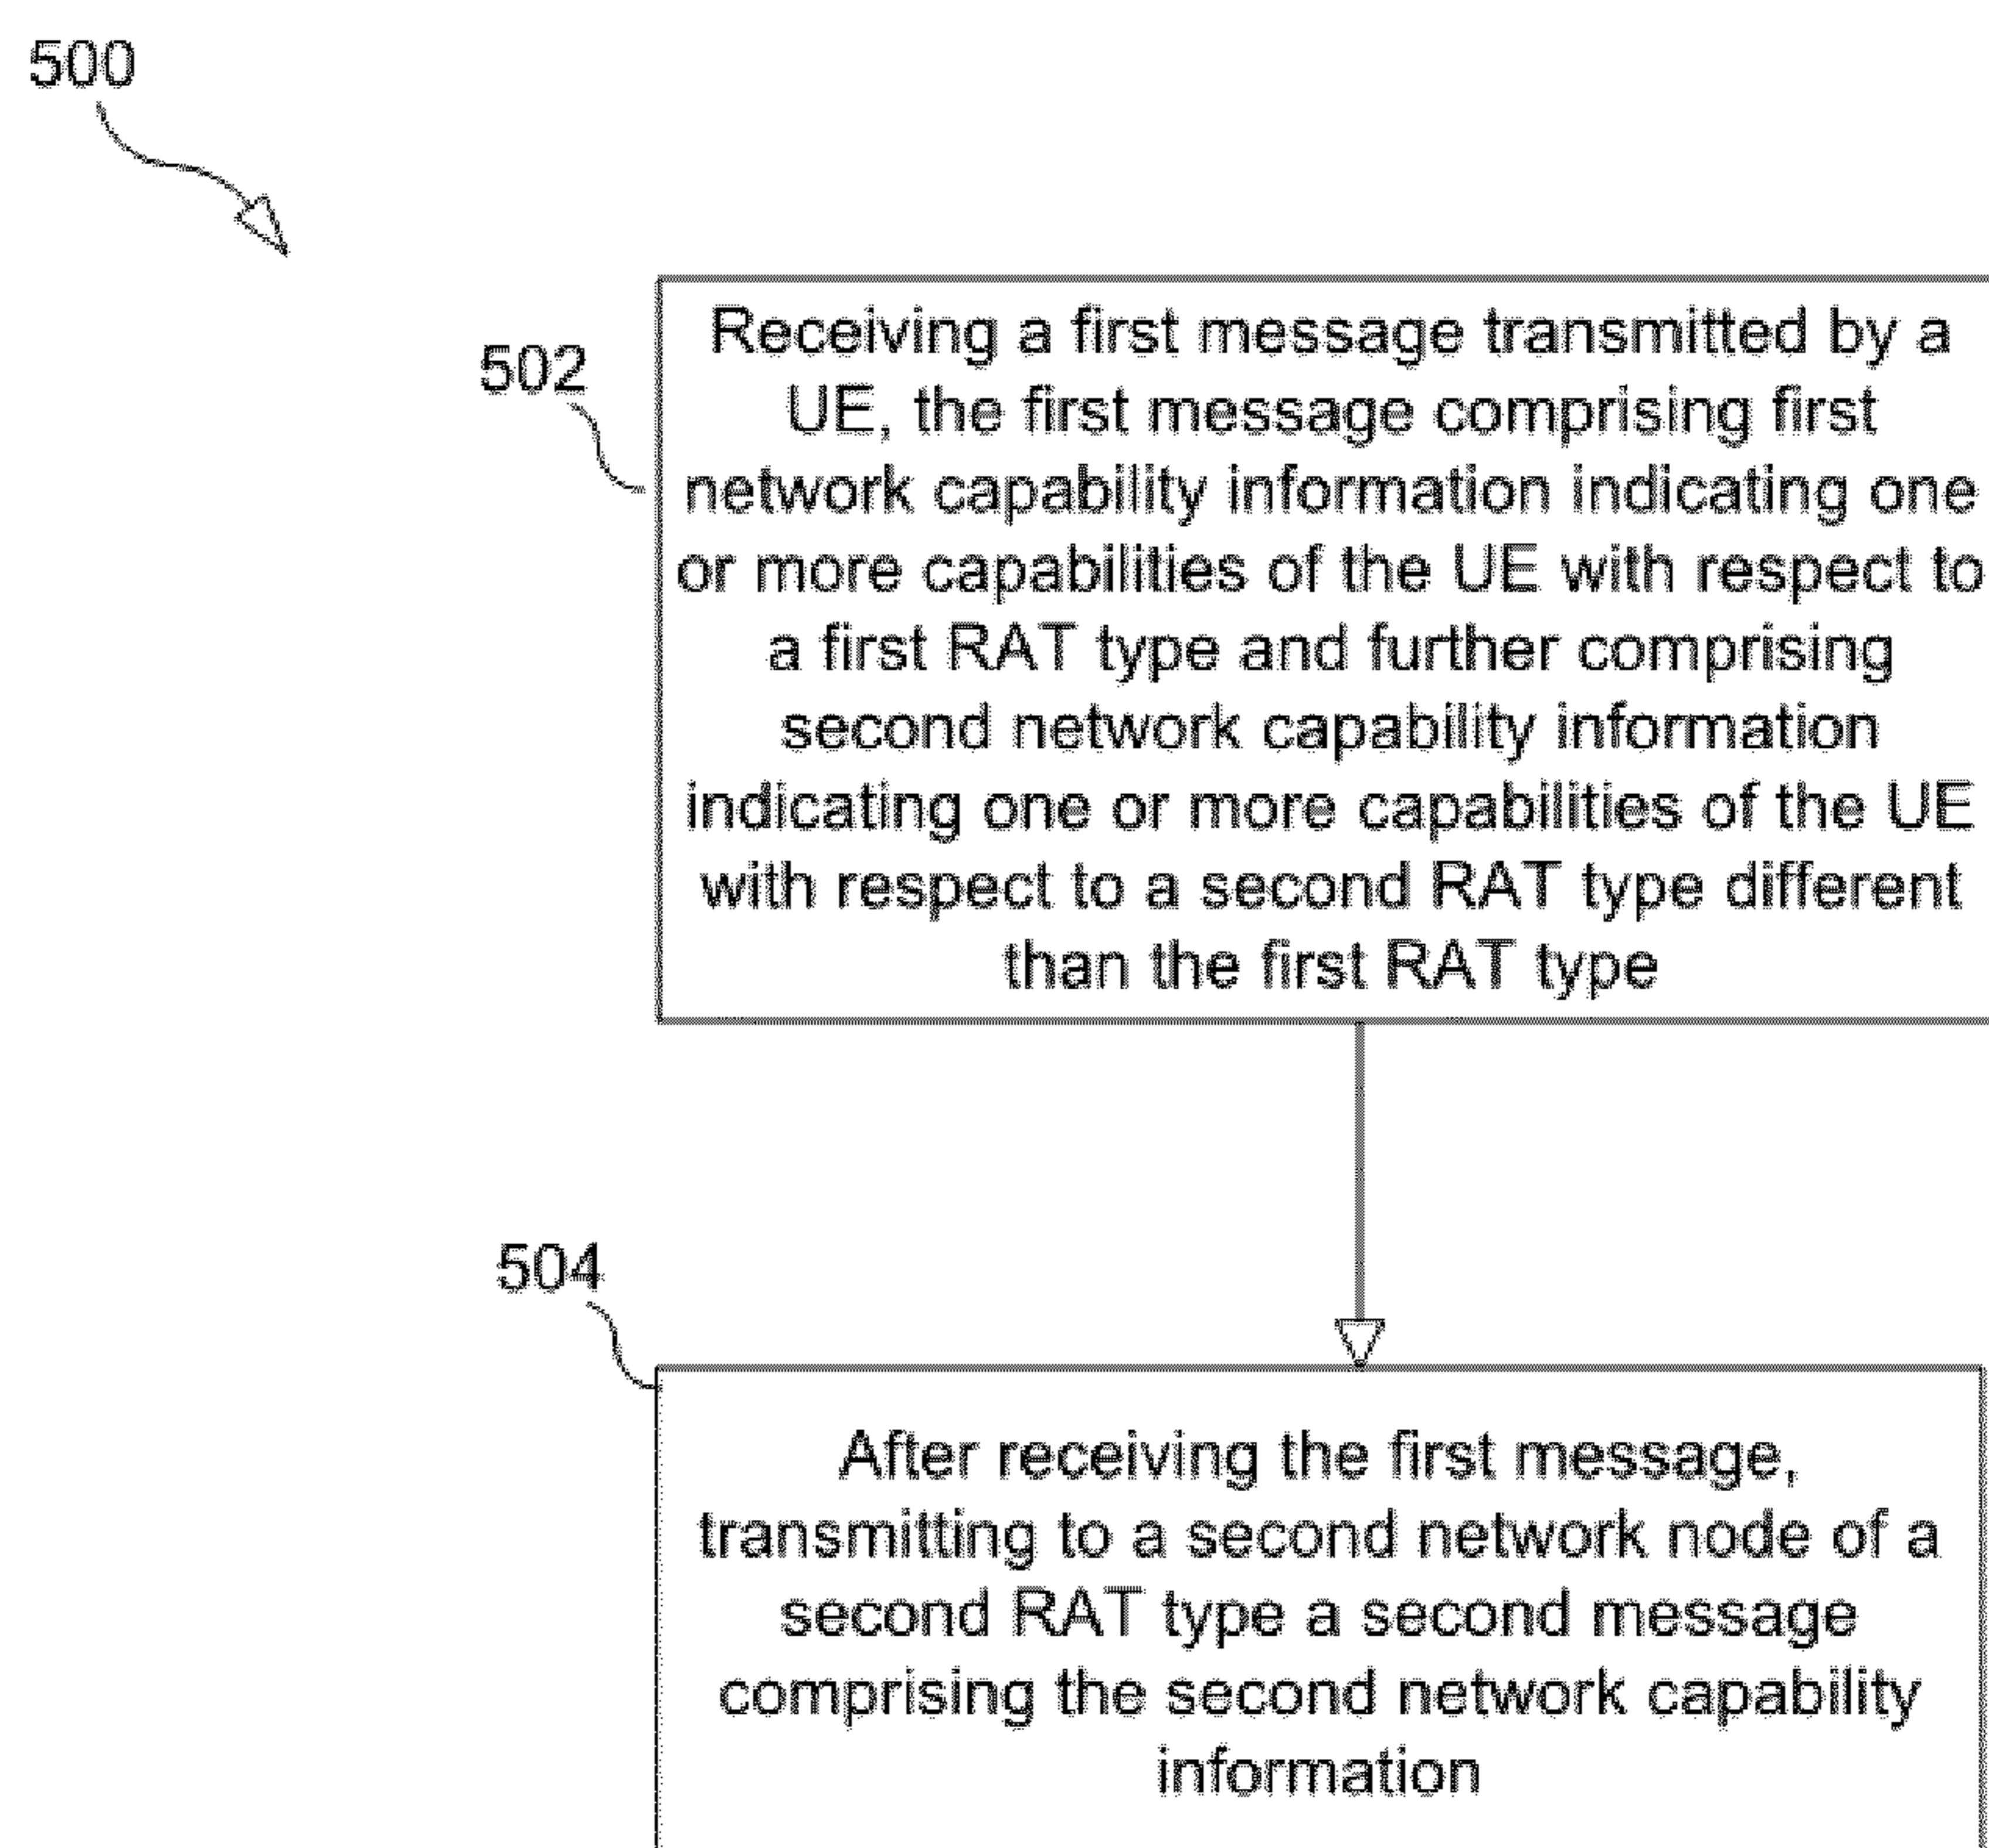 500
502
Receiving a first message transmitted by a
UE, the first message comprising first
network capability information indicating one
or more capabilities of the UE with respect to
a first RAT type and further comprising
second network capability information
indicating one or more capabilities of the UE
with respect to a second RAT type different
than the first RAT type
504
After receiving the first message,
transmitting to a second network node of a
second RAT type a second message
comprising the second network capability
information